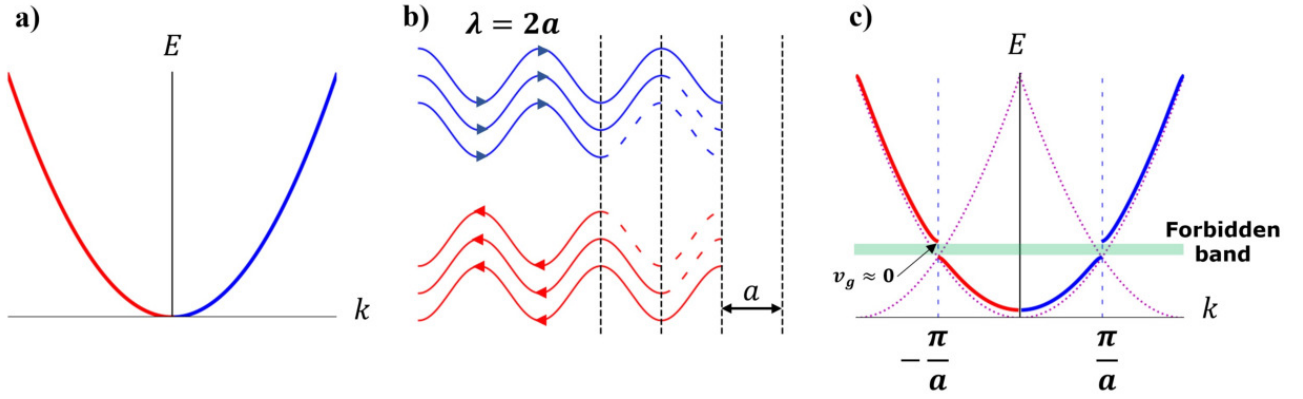 a)
E
k
b)
λ = 2a
a
c)
E
Forbidden
band
v_g ≈ 0
k
−π/a
π/a